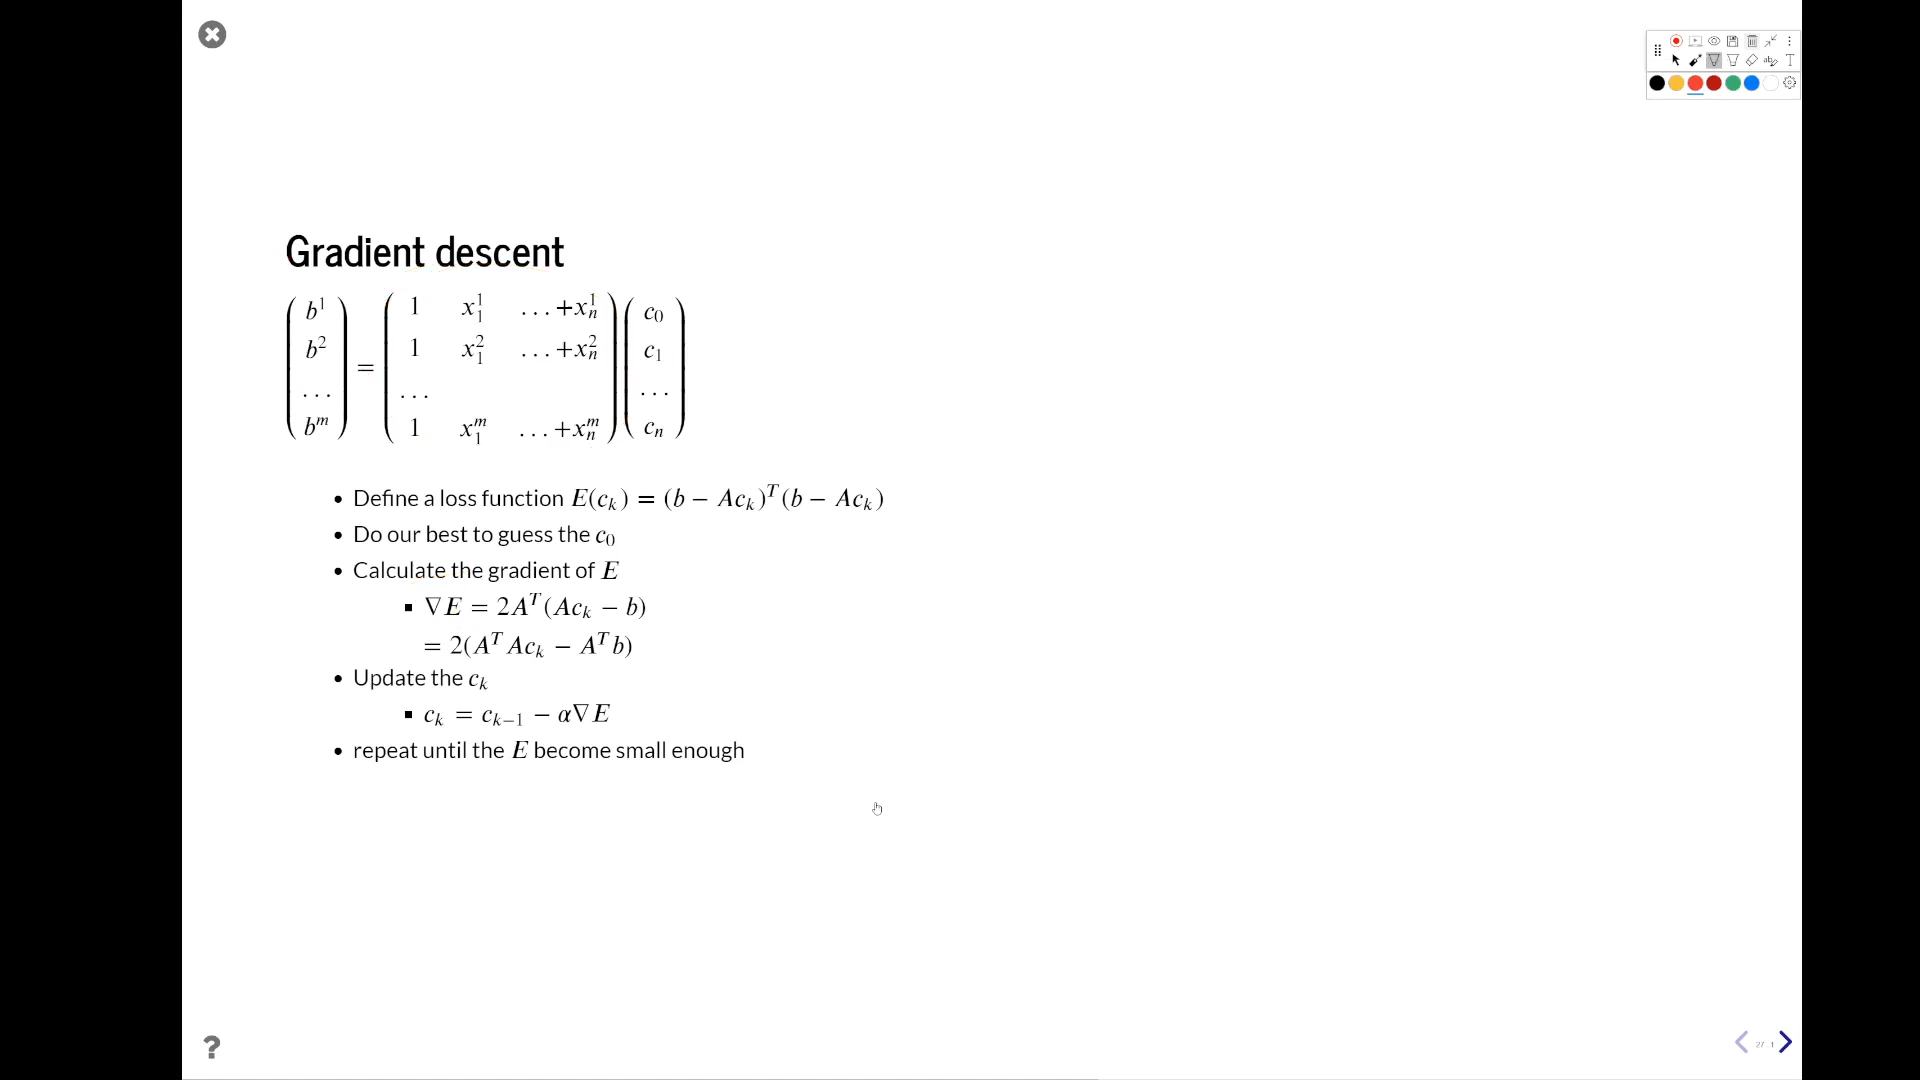 Gradient descent
( b^1 b^2 ... b^m ) = ( 1 x_1^1 ...+x_n^1 1 x_1^2 ...+x_n^2 ... 1 x_1^m ...+x_n^m ) ( c_0 c_1 ... c_n )
• Define a loss function E(c_k) = (b − Ac_k)^T(b − Ac_k)
• Do our best to guess the c_0
• Calculate the gradient of E
▪ ∇E = 2A^T(Ac_k − b)
= 2(A^T Ac_k − A^T b)
• Update the c_k
▪ c_k = c_{k−1} − α∇E
• repeat until the E become small enough
?
2/ 1